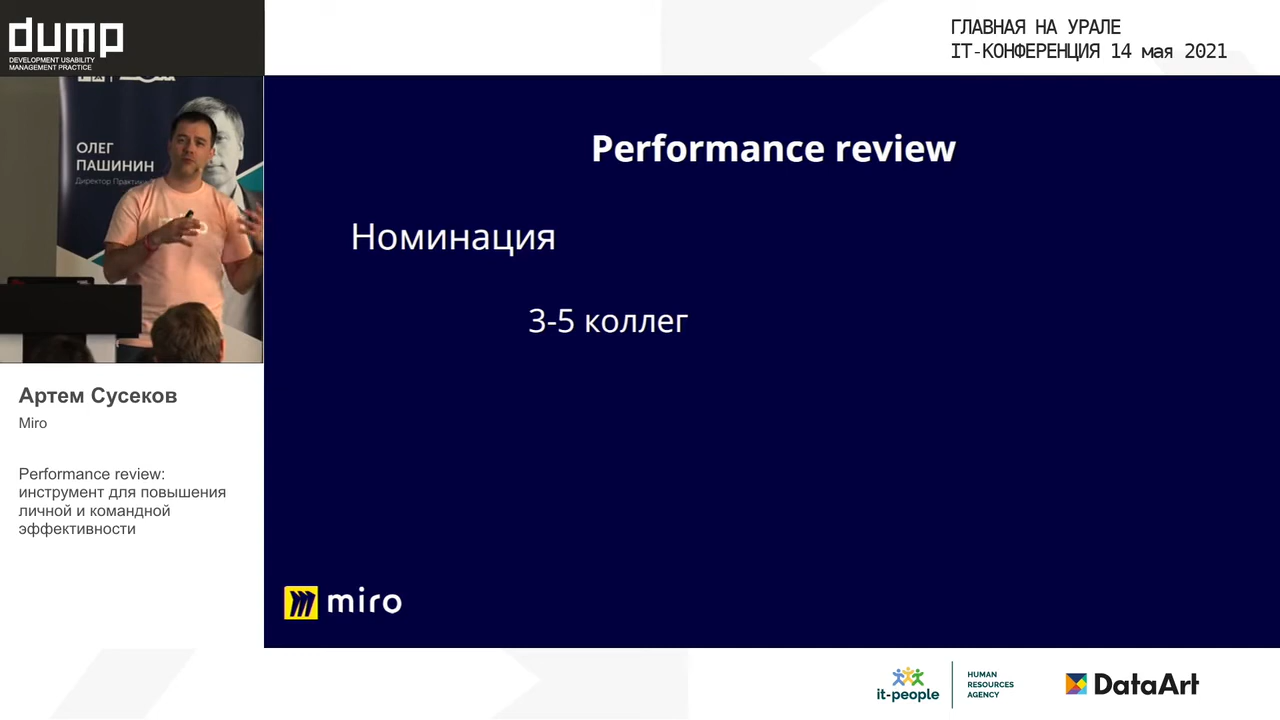 dump
DEVELOPMENT USABILITY
MANAGEMENT PRACTICE
ГЛАВНАЯ НА УРАЛЕ
IT-КОНФЕРЕНЦИЯ 14 мая 2021
ОЛЕГ
ПАШИНИН
Директор Практики
Performance review
Номинация
3-5 коллег
Артем Сусеков
Miro
Performance review:
инструмент для повышения
личной и командной
эффективности
miro
it-people
HUMAN
RESOURCES
AGENCY
DataArt